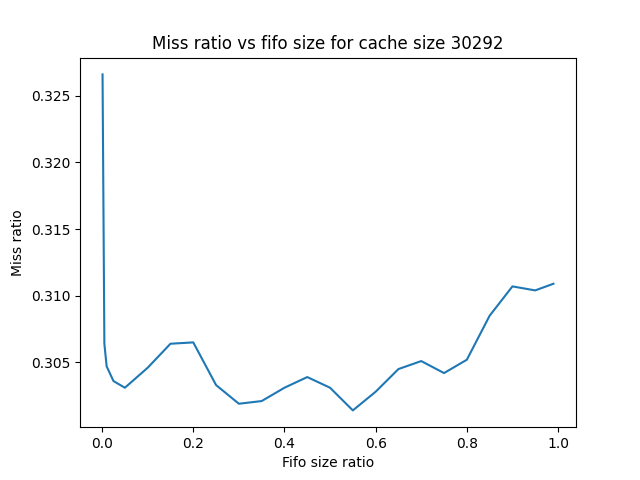 Miss ratio vs fifo size for cache size 30292
0.325
0.320
0.315
0.310
0.305
Miss ratio
0.0 0.2 0.4 0.6 0.8 1.0
Fifo size ratio